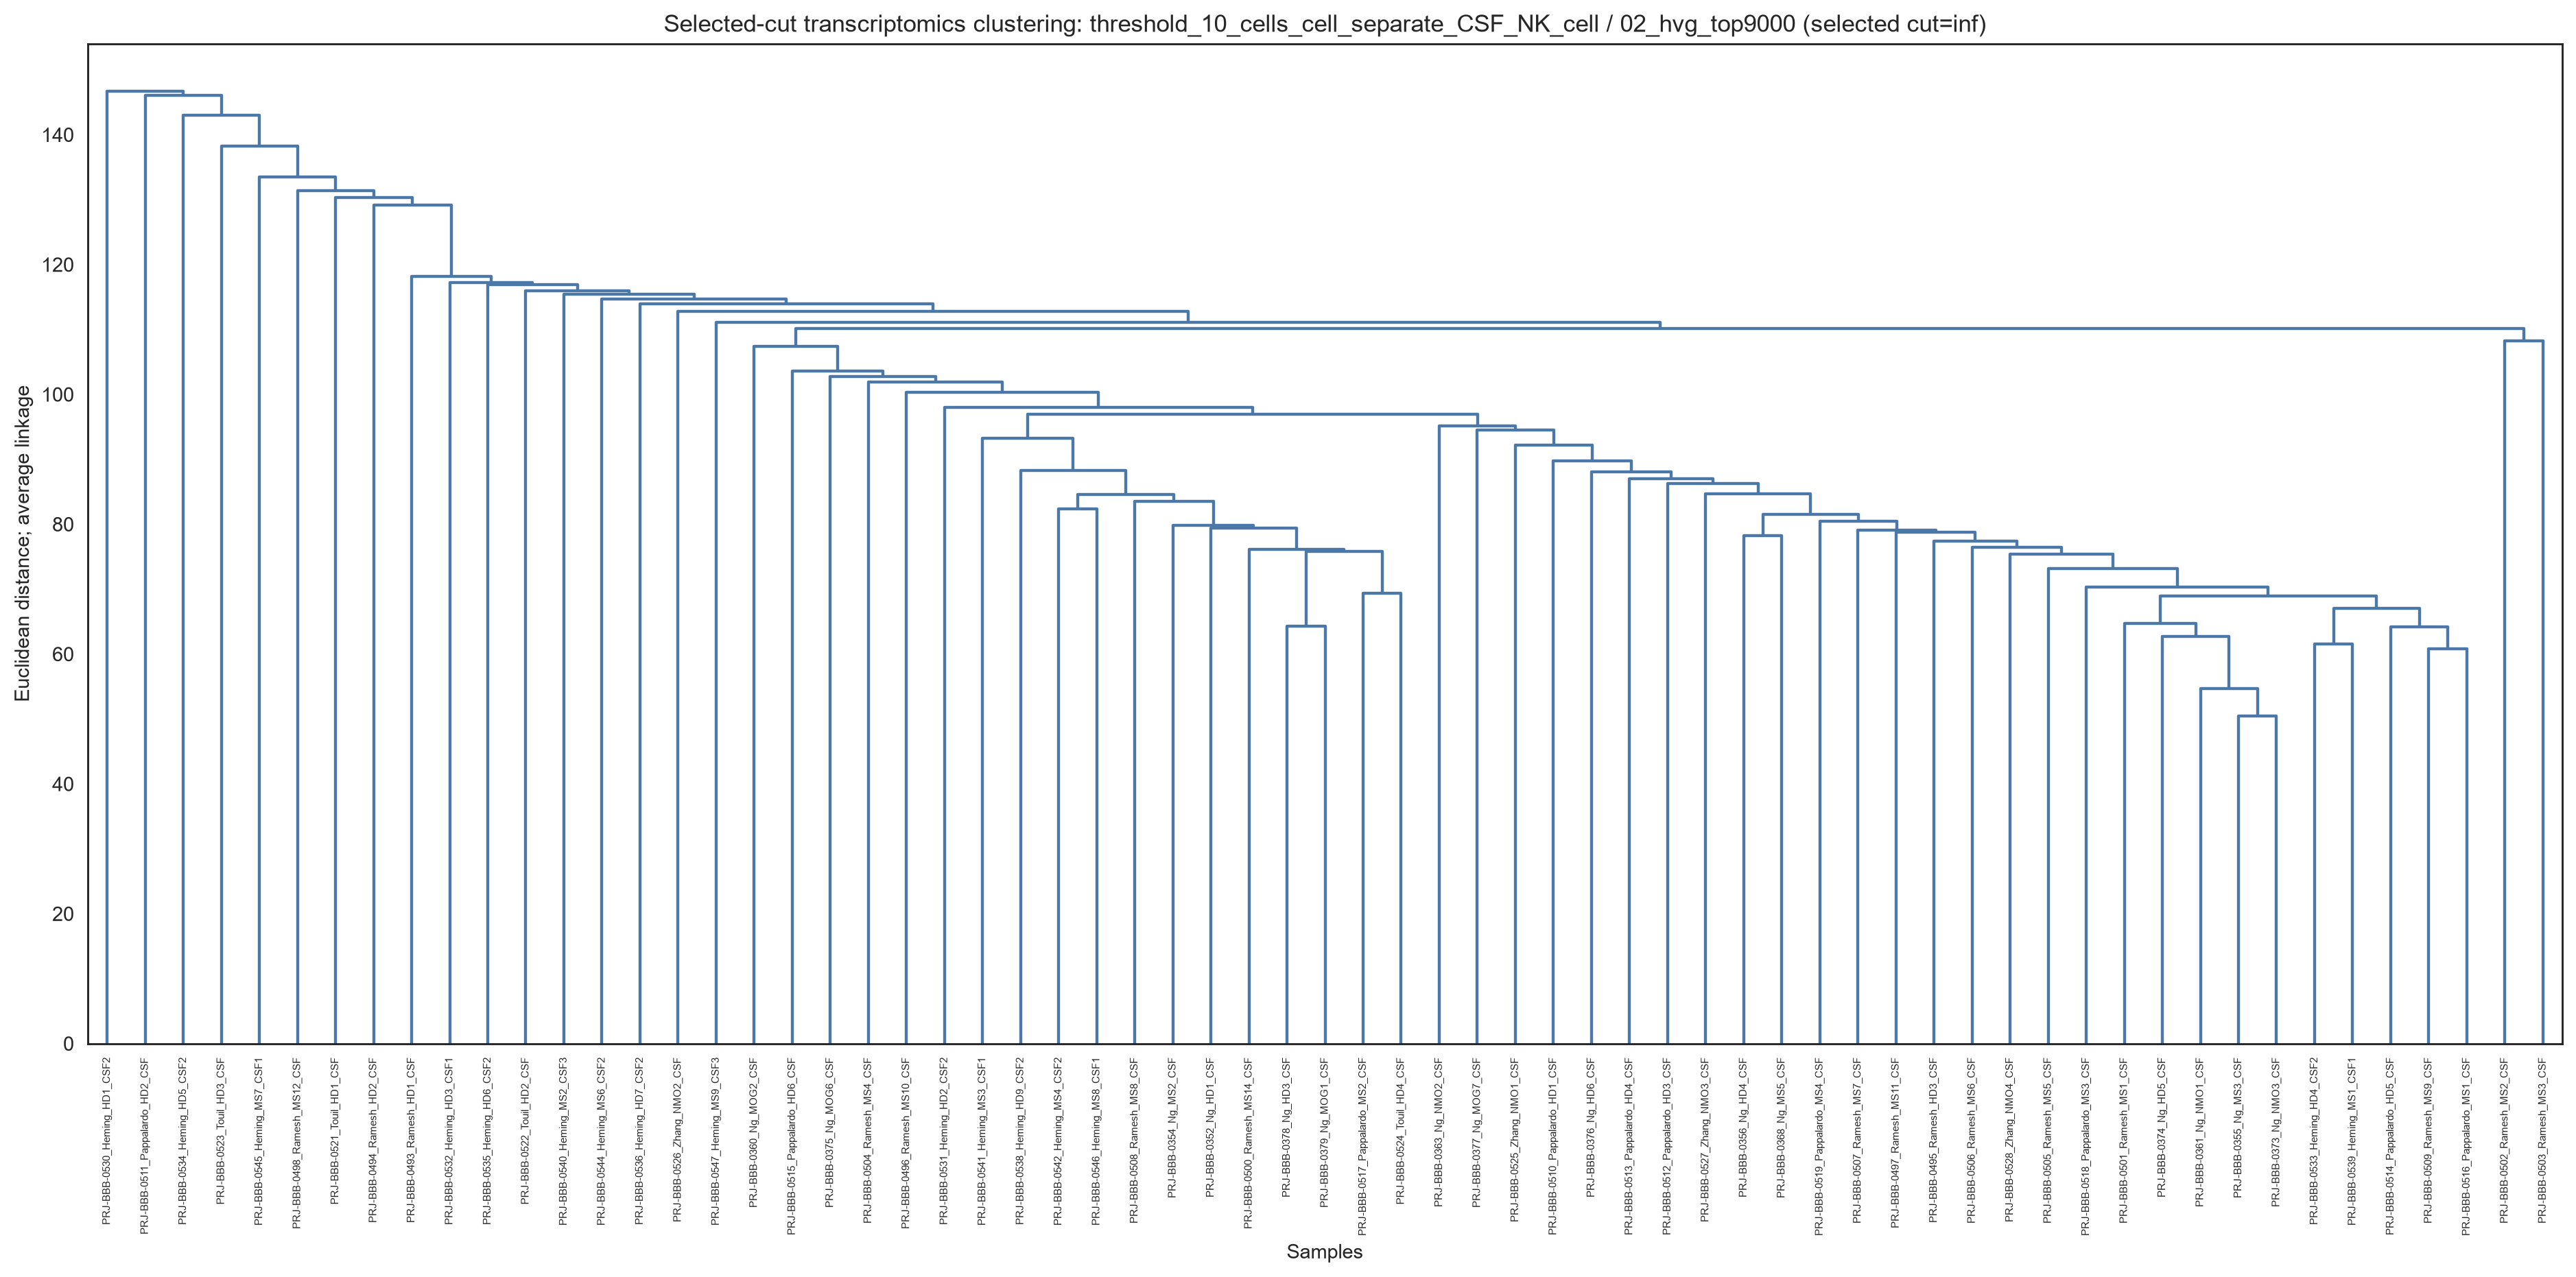 Selected-cut transcriptomics clustering: threshold_10_cells_cell_separate_CSF_NK_cell / 02_hvg_top9000 (selected cut=inf)
Euclidean distance; average linkage
140
120
100
80
60
40
20
0
PRJ-BBB-0530_Heming_HD1_CSF2
PRJ-BBB-0511_Pappalardo_HD2_CSF
PRJ-BBB-0534_Heming_HD5_CSF2
PRJ-BBB-0523_Touil_HD3_CSF
PRJ-BBB-0545_Heming_MS7_CSF1
PRJ-BBB-0498_Ramesh_MS12_CSF
PRJ-BBB-0521_Touil_HD1_CSF
PRJ-BBB-0494_Ramesh_HD2_CSF
PRJ-BBB-0493_Ramesh_HD1_CSF
PRJ-BBB-0532_Heming_HD3_CSF1
PRJ-BBB-0535_Heming_HD6_CSF2
PRJ-BBB-0522_Touil_HD2_CSF
PRJ-BBB-0540_Heming_MS2_CSF3
PRJ-BBB-0544_Heming_MS6_CSF2
PRJ-BBB-0536_Heming_HD7_CSF2
PRJ-BBB-0526_Zhang_NMO2_CSF
PRJ-BBB-0547_Heming_MS9_CSF3
PRJ-BBB-0360_Ng_MOG2_CSF
PRJ-BBB-0515_Pappalardo_HD6_CSF
PRJ-BBB-0375_Ng_MOG6_CSF
PRJ-BBB-0504_Ramesh_MS4_CSF
PRJ-BBB-0496_Ramesh_MS10_CSF
PRJ-BBB-0531_Heming_HD2_CSF2
PRJ-BBB-0541_Heming_MS3_CSF1
PRJ-BBB-0538_Heming_HD9_CSF2
PRJ-BBB-0542_Heming_MS4_CSF2
PRJ-BBB-0546_Heming_MS8_CSF1
PRJ-BBB-0508_Ramesh_MS8_CSF
PRJ-BBB-0354_Ng_MS2_CSF
PRJ-BBB-0352_Ng_HD1_CSF
PRJ-BBB-0500_Ramesh_MS14_CSF
PRJ-BBB-0378_Ng_HD3_CSF
PRJ-BBB-0379_Ng_MOG1_CSF
PRJ-BBB-0517_Pappalardo_MS2_CSF
PRJ-BBB-0524_Touil_HD4_CSF
PRJ-BBB-0363_Ng_NMO2_CSF
PRJ-BBB-0377_Ng_MOG7_CSF
PRJ-BBB-0525_Zhang_NMO1_CSF
PRJ-BBB-0510_Pappalardo_HD1_CSF
PRJ-BBB-0376_Ng_HD6_CSF
PRJ-BBB-0513_Pappalardo_HD4_CSF
PRJ-BBB-0512_Pappalardo_HD3_CSF
PRJ-BBB-0527_Zhang_NMO3_CSF
PRJ-BBB-0356_Ng_HD4_CSF
PRJ-BBB-0368_Ng_MS5_CSF
PRJ-BBB-0519_Pappalardo_MS4_CSF
PRJ-BBB-0507_Ramesh_MS7_CSF
PRJ-BBB-0497_Ramesh_MS11_CSF
PRJ-BBB-0495_Ramesh_HD3_CSF
PRJ-BBB-0506_Ramesh_MS6_CSF
PRJ-BBB-0528_Zhang_NMO4_CSF
PRJ-BBB-0505_Ramesh_MS5_CSF
PRJ-BBB-0518_Pappalardo_MS3_CSF
PRJ-BBB-0501_Ramesh_MS1_CSF
PRJ-BBB-0374_Ng_HD5_CSF
PRJ-BBB-0361_Ng_NMO1_CSF
PRJ-BBB-0355_Ng_MS3_CSF
PRJ-BBB-0373_Ng_NMO3_CSF
PRJ-BBB-0533_Heming_HD4_CSF2
PRJ-BBB-0539_Heming_MS1_CSF1
PRJ-BBB-0514_Pappalardo_HD5_CSF
PRJ-BBB-0509_Ramesh_MS9_CSF
PRJ-BBB-0516_Pappalardo_MS1_CSF
PRJ-BBB-0502_Ramesh_MS2_CSF
PRJ-BBB-0503_Ramesh_MS3_CSF
Samples